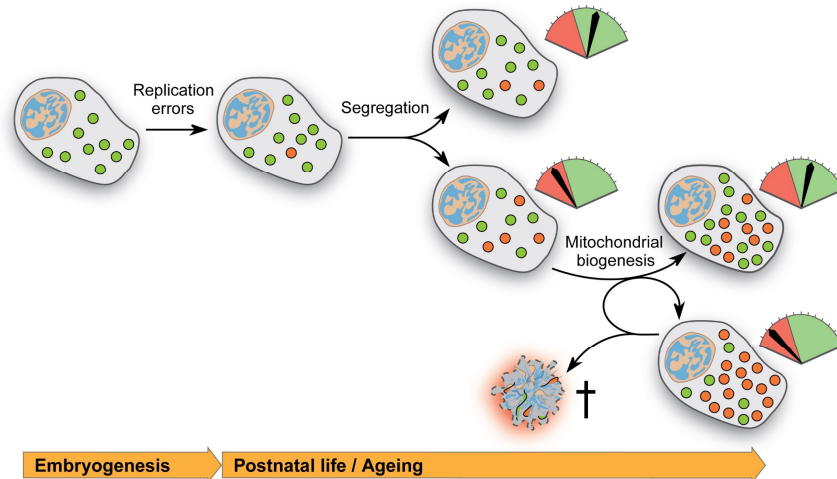 Replication
errors
Segregation
Mitochondrial
biogenesis
†
Embryogenesis
Postnatal life / Ageing